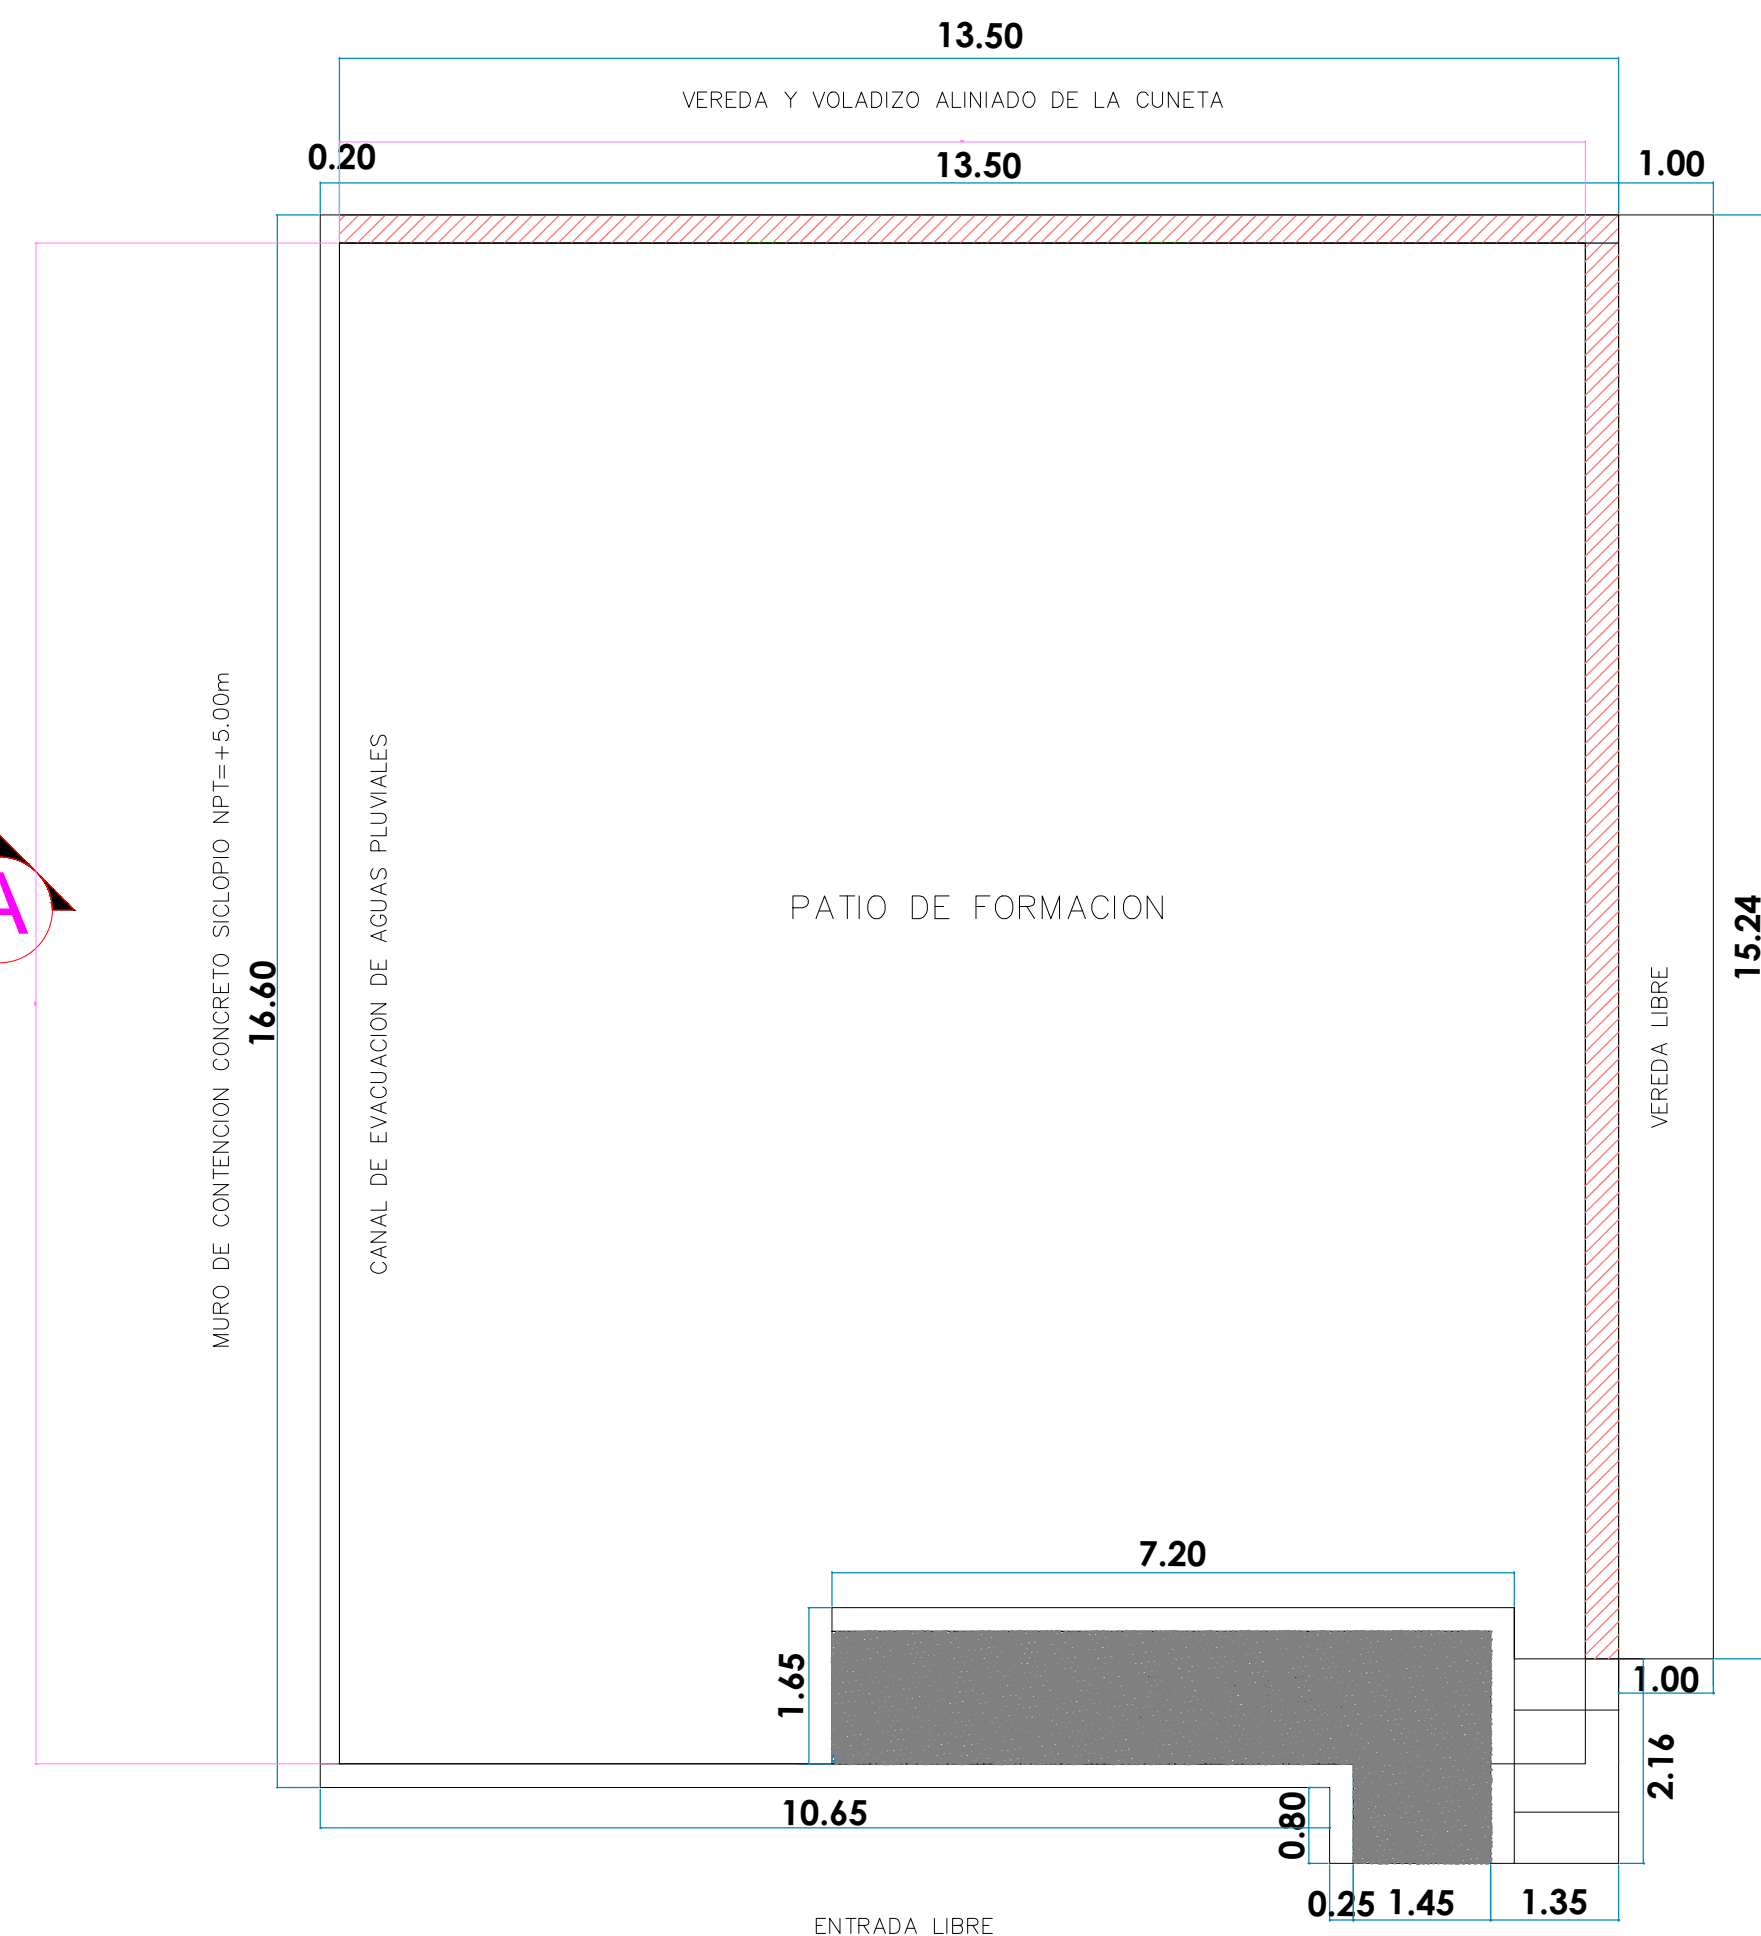 13.50
VEREDA Y VOLADIZO ALINIADO DE LA CUNETA
0.20
13.50
1.00
MURO DE CONTENCION CONCRETO SICLOPIO NPT=+5.00m
16.60
CANAL DE EVACUACION DE AGUAS PLUVIALES
A
PATIO DE FORMACION
VEREDA LIBRE
15.24
7.20
1.65
1.00
2.16
10.65
0.80
0.25
1.45
1.35
ENTRADA LIBRE